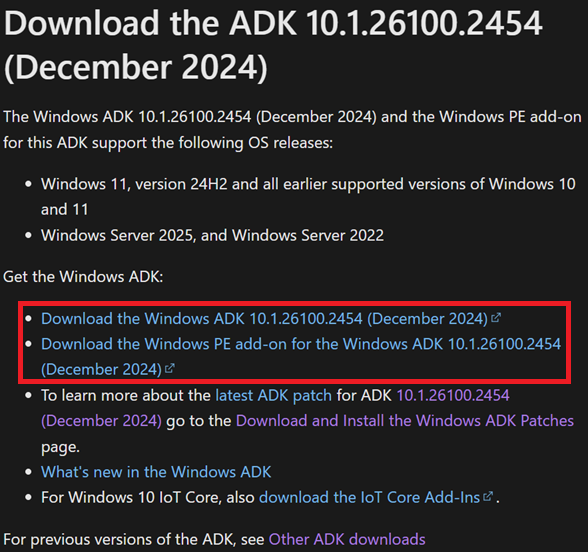 Download the ADK 10.1.26100.2454
(December 2024)
The Windows ADK 10.1.26100.2454 (December 2024) and the Windows PE add-on
for this ADK support the following OS releases:
• Windows 11, version 24H2 and all earlier supported versions of Windows 10
and 11
• Windows Server 2025, and Windows Server 2022
Get the Windows ADK:
• Download the Windows ADK 10.1.26100.2454 (December 2024)
• Download the Windows PE add-on for the Windows ADK 10.1.26100.2454
(December 2024)
• To learn more about the latest ADK patch for ADK 10.1.26100.2454
(December 2024) go to the Download and Install the Windows ADK Patches
page.
• What's new in the Windows ADK
• For Windows 10 IoT Core, also download the IoT Core Add-Ins .
For previous versions of the ADK, see Other ADK downloads